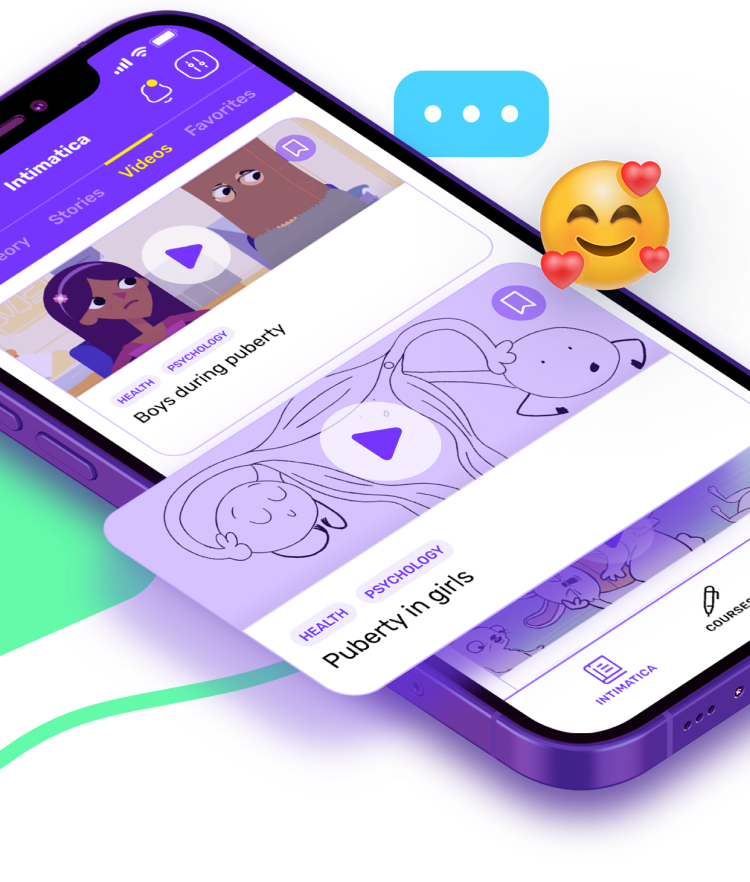 Intimatica
eory Stories Videos Favorites
HEALTH PSYCHOLOGY
Boys during puberty
HEALTH PSYCHOLOGY
Puberty in girls
INTIMATICA COURSES